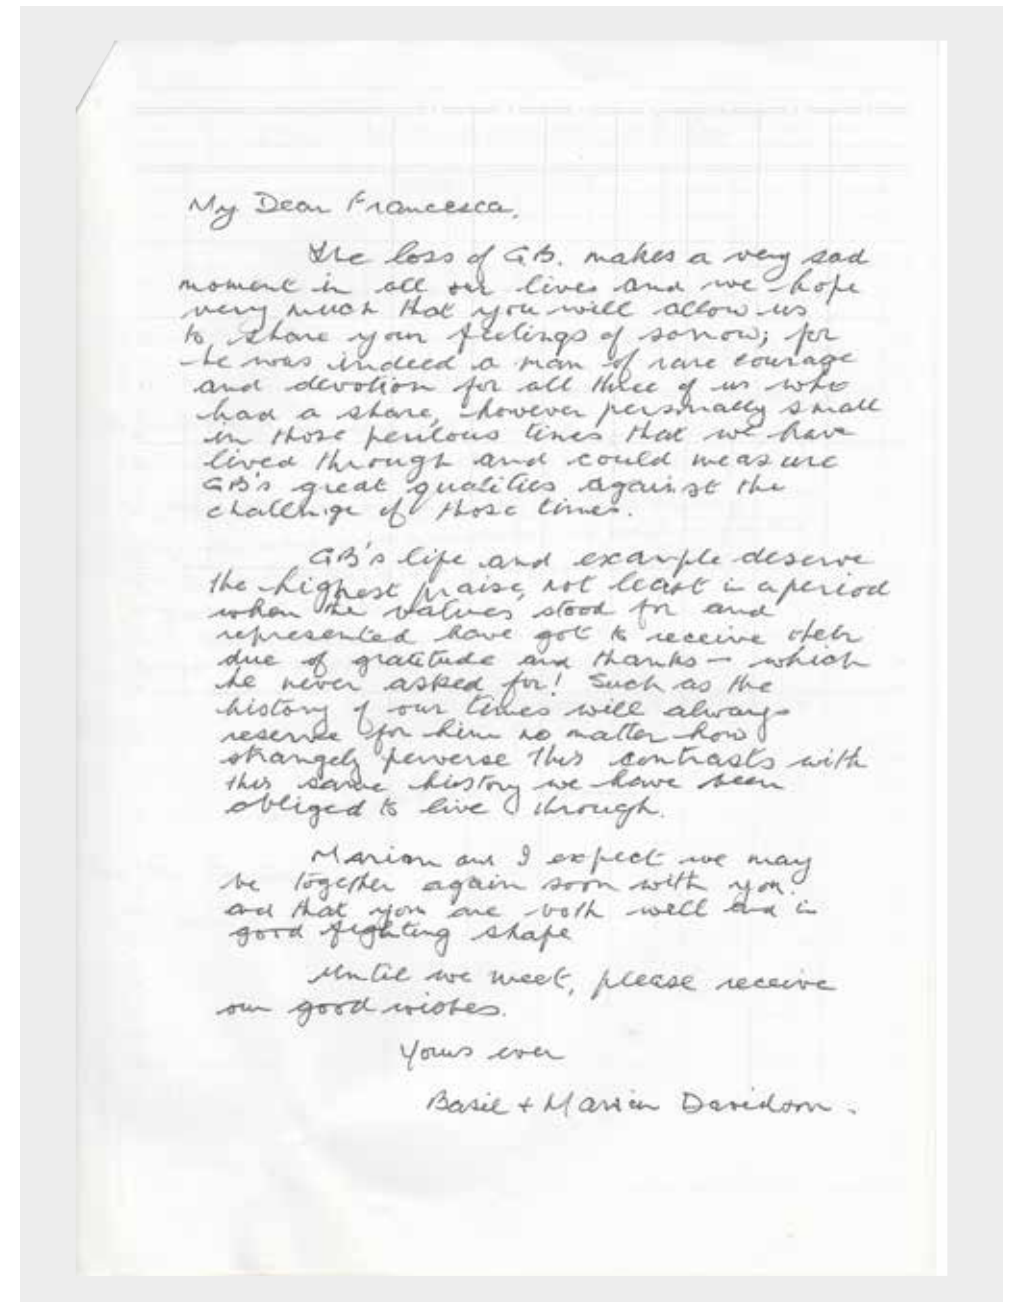 My Dear Francesca,
The loss of GB. makes a very sad
moment in all our lives and we hope
very much that you will allow us
to share your feelings of sorrow; for
he was indeed a man of rare courage
and devotion for all three of us who
had a share, however personally small
in those perilous times that we have
lived through and could measure
GB's great qualities against the
challenge of those times.
GB's life and example deserve
the highest praise, not least in a period
when the values stood for and
represented have got to receive their
due of gratitude and thanks – which
he never asked for! Such as the
history of our times will always
reserve for him no matter how
strangely perverse this contrasts with
this same history we have been
obliged to live through.
Marion and I expect we may
be together again soon with you.
and that you are both well and in
good fighting shape
Until we meet, please receive
our good wishes.
Yours ever
Basil + Marion Davidson.